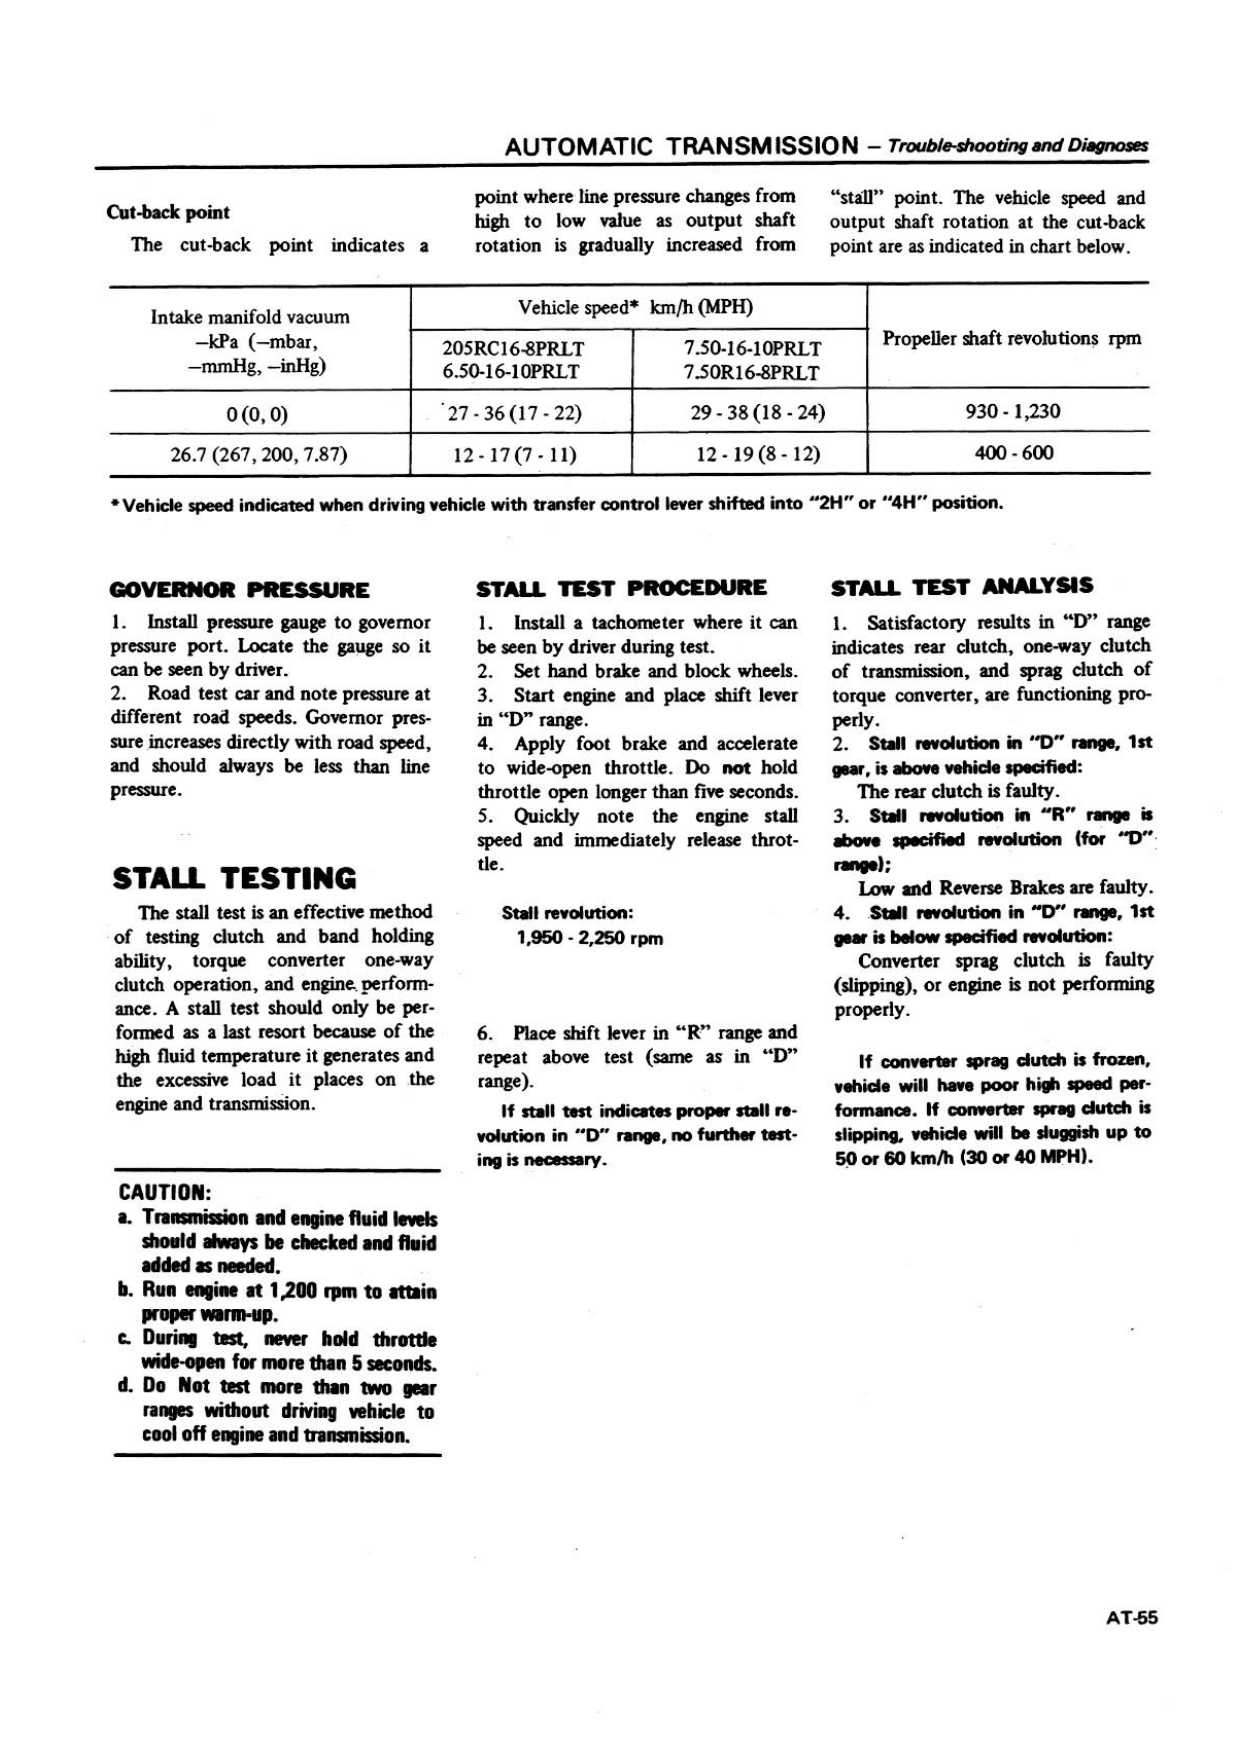 AUTOMATIC TRANSMISSION – Trouble-shooting and Diagnoses
Cut-back point
The cut-back point indicates a
point where line pressure changes from
high to low value as output shaft
rotation is gradually increased from
“stall” point. The vehicle speed and
output shaft rotation at the cut-back
point are as indicated in chart below.
Intake manifold vacuum
–kPa (–mbar,
–mmHg, –inHg)
Vehicle speed* km/h (MPH)
Propeller shaft revolutions rpm
205RC16-8PRLT
6.50-16-10PRLT
7.50-16-10PRLT
7.50R16-8PRLT
0 (0, 0)
27 - 36 (17 - 22)
29 - 38 (18 - 24)
930 - 1,230
26.7 (267, 200, 7.87)
12 - 17 (7 - 11)
12 - 19 (8 - 12)
400 - 600
* Vehicle speed indicated when driving vehicle with transfer control lever shifted into “2H” or “4H” position.
GOVERNOR PRESSURE
1. Install pressure gauge to governor
pressure port. Locate the gauge so it
can be seen by driver.
2. Road test car and note pressure at
different road speeds. Governor pres-
sure increases directly with road speed,
and should always be less than line
pressure.
STALL TESTING
The stall test is an effective method
of testing clutch and band holding
ability, torque converter one-way
clutch operation, and engine perform-
ance. A stall test should only be per-
formed as a last resort because of the
high fluid temperature it generates and
the excessive load it places on the
engine and transmission.
CAUTION:
a. Transmission and engine fluid levels
should always be checked and fluid
added as needed.
b. Run engine at 1,200 rpm to attain
proper warm-up.
c. During test, never hold throttle
wide-open for more than 5 seconds.
d. Do Not test more than two gear
ranges without driving vehicle to
cool off engine and transmission.
STALL TEST PROCEDURE
1. Install a tachometer where it can
be seen by driver during test.
2. Set hand brake and block wheels.
3. Start engine and place shift lever
in “D” range.
4. Apply foot brake and accelerate
to wide-open throttle. Do not hold
throttle open longer than five seconds.
5. Quickly note the engine stall
speed and immediately release throt-
tle.
Stall revolution:
1,950 - 2,250 rpm
6. Place shift lever in “R” range and
repeat above test (same as in “D”
range).
If stall test indicates proper stall re-
volution in “D” range, no further test-
ing is necessary.
STALL TEST ANALYSIS
1. Satisfactory results in “D” range
indicates rear clutch, one-way clutch
of transmission, and sprag clutch of
torque converter, are functioning pro-
perly.
2. Stall revolution in “D” range, 1st
gear, is above vehicle specified:
The rear clutch is faulty.
3. Stall revolution in “R” range is
above specified revolution (for “D”
range);
Low and Reverse Brakes are faulty.
4. Stall revolution in “D” range, 1st
gear is below specified revolution:
Converter sprag clutch is faulty
(slipping), or engine is not performing
properly.
If converter sprag clutch is frozen,
vehicle will have poor high speed per-
formance. If converter sprag clutch is
slipping, vehicle will be sluggish up to
50 or 60 km/h (30 or 40 MPH).
AT-55